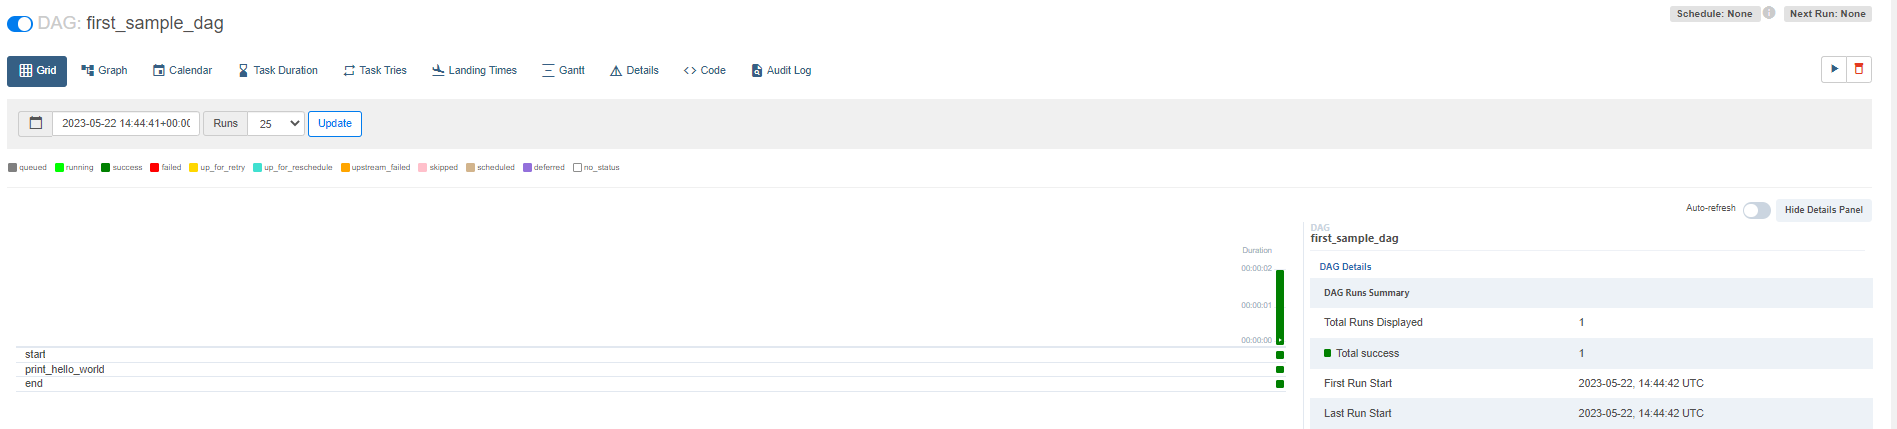 DAG: first_sample_dag
Schedule: None
Next Run: None
Grid Graph Calendar Task Duration Task Tries Landing Times Gantt Details Code Audit Log
2023-05-22 14:44:41+00:00 Runs 25 Update
queued running success failed up_for_retry up_for_reschedule upstream_failed skipped scheduled deferred no_status
Auto-refresh Hide Details Panel
Duration
00:00:02
00:00:01
00:00:00
start
print_hello_world
end
DAG
first_sample_dag
DAG Details
DAG Runs Summary
Total Runs Displayed 1
Total success 1
First Run Start 2023-05-22, 14:44:42 UTC
Last Run Start 2023-05-22, 14:44:42 UTC